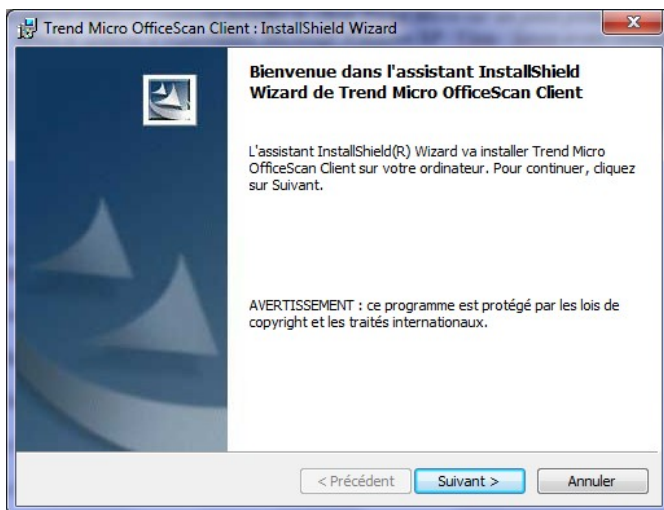 Trend Micro OfficeScan Client : InstallShield Wizard
Bienvenue dans l'assistant InstallShield
Wizard de Trend Micro OfficeScan Client
L'assistant InstallShield(R) Wizard va installer Trend Micro
OfficeScan Client sur votre ordinateur. Pour continuer, cliquez
sur Suivant.
AVERTISSEMENT : ce programme est protégé par les lois de
copyright et les traités internationaux.
< Précédent
Suivant >
Annuler